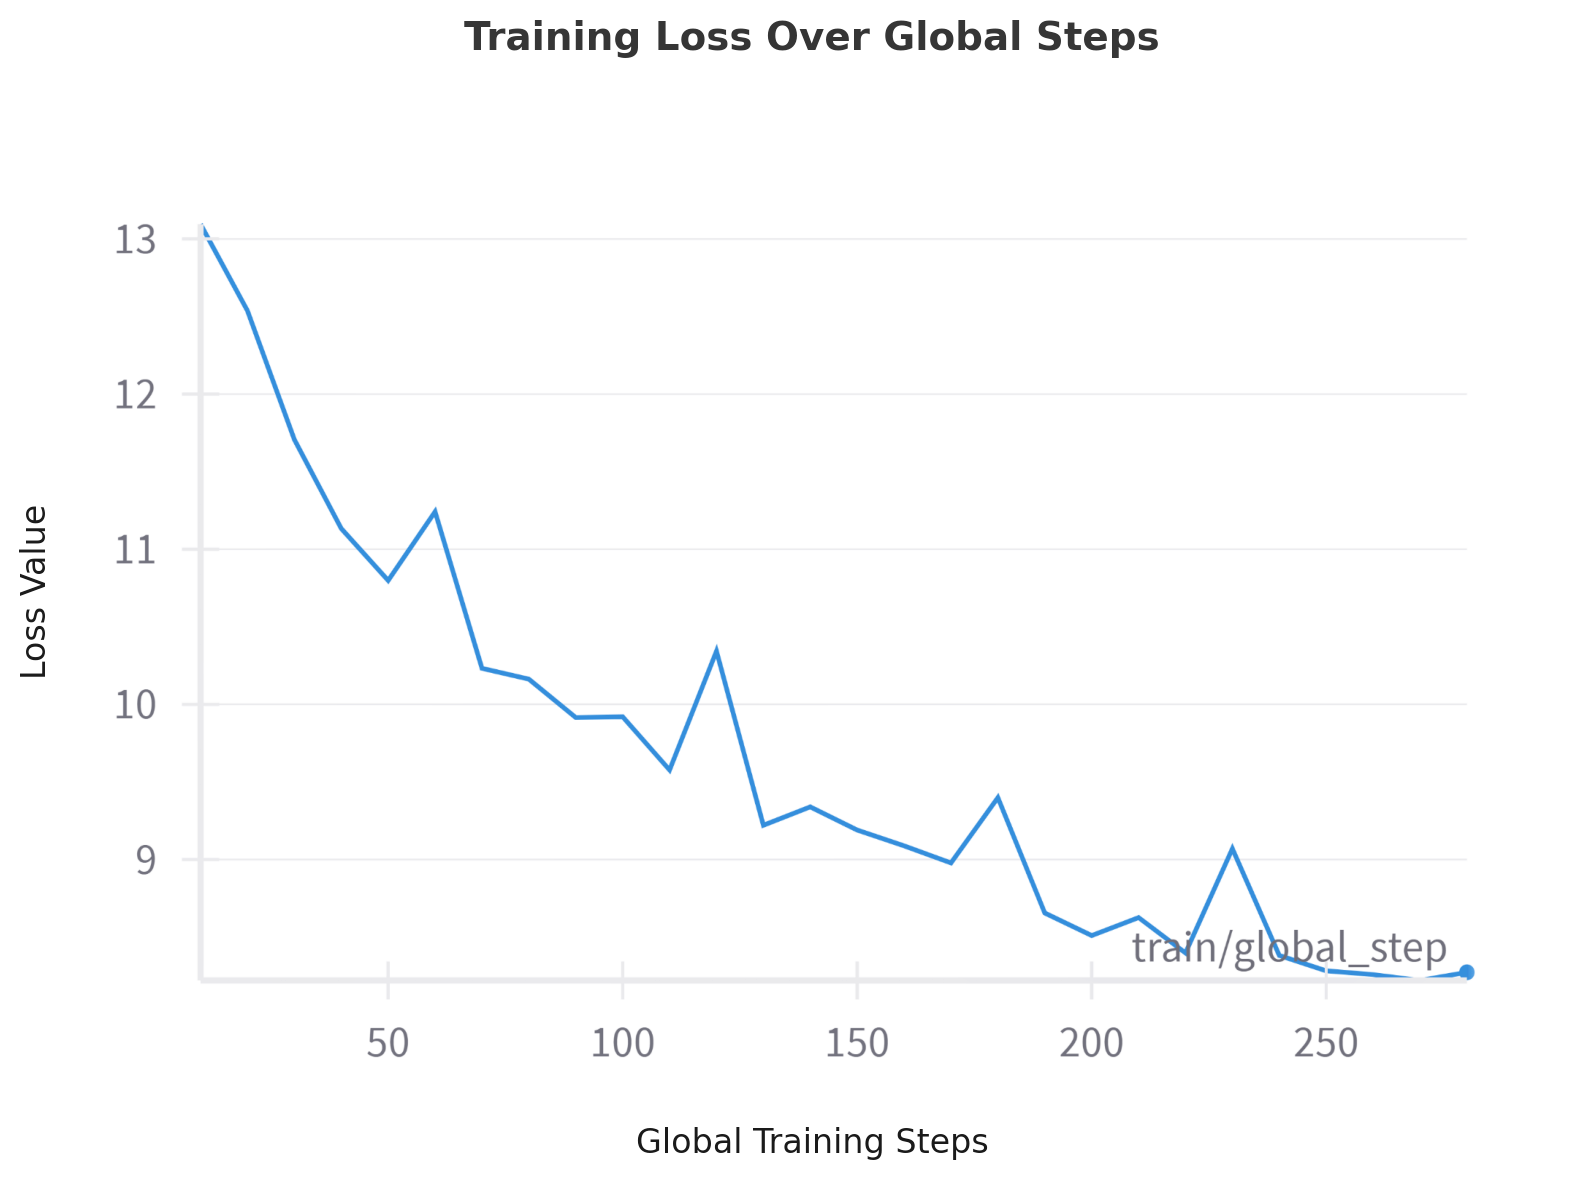 Training Loss Over Global Steps
13
12
11
10
9
Loss Value
train/global_step
50 100 150 200 250
Global Training Steps